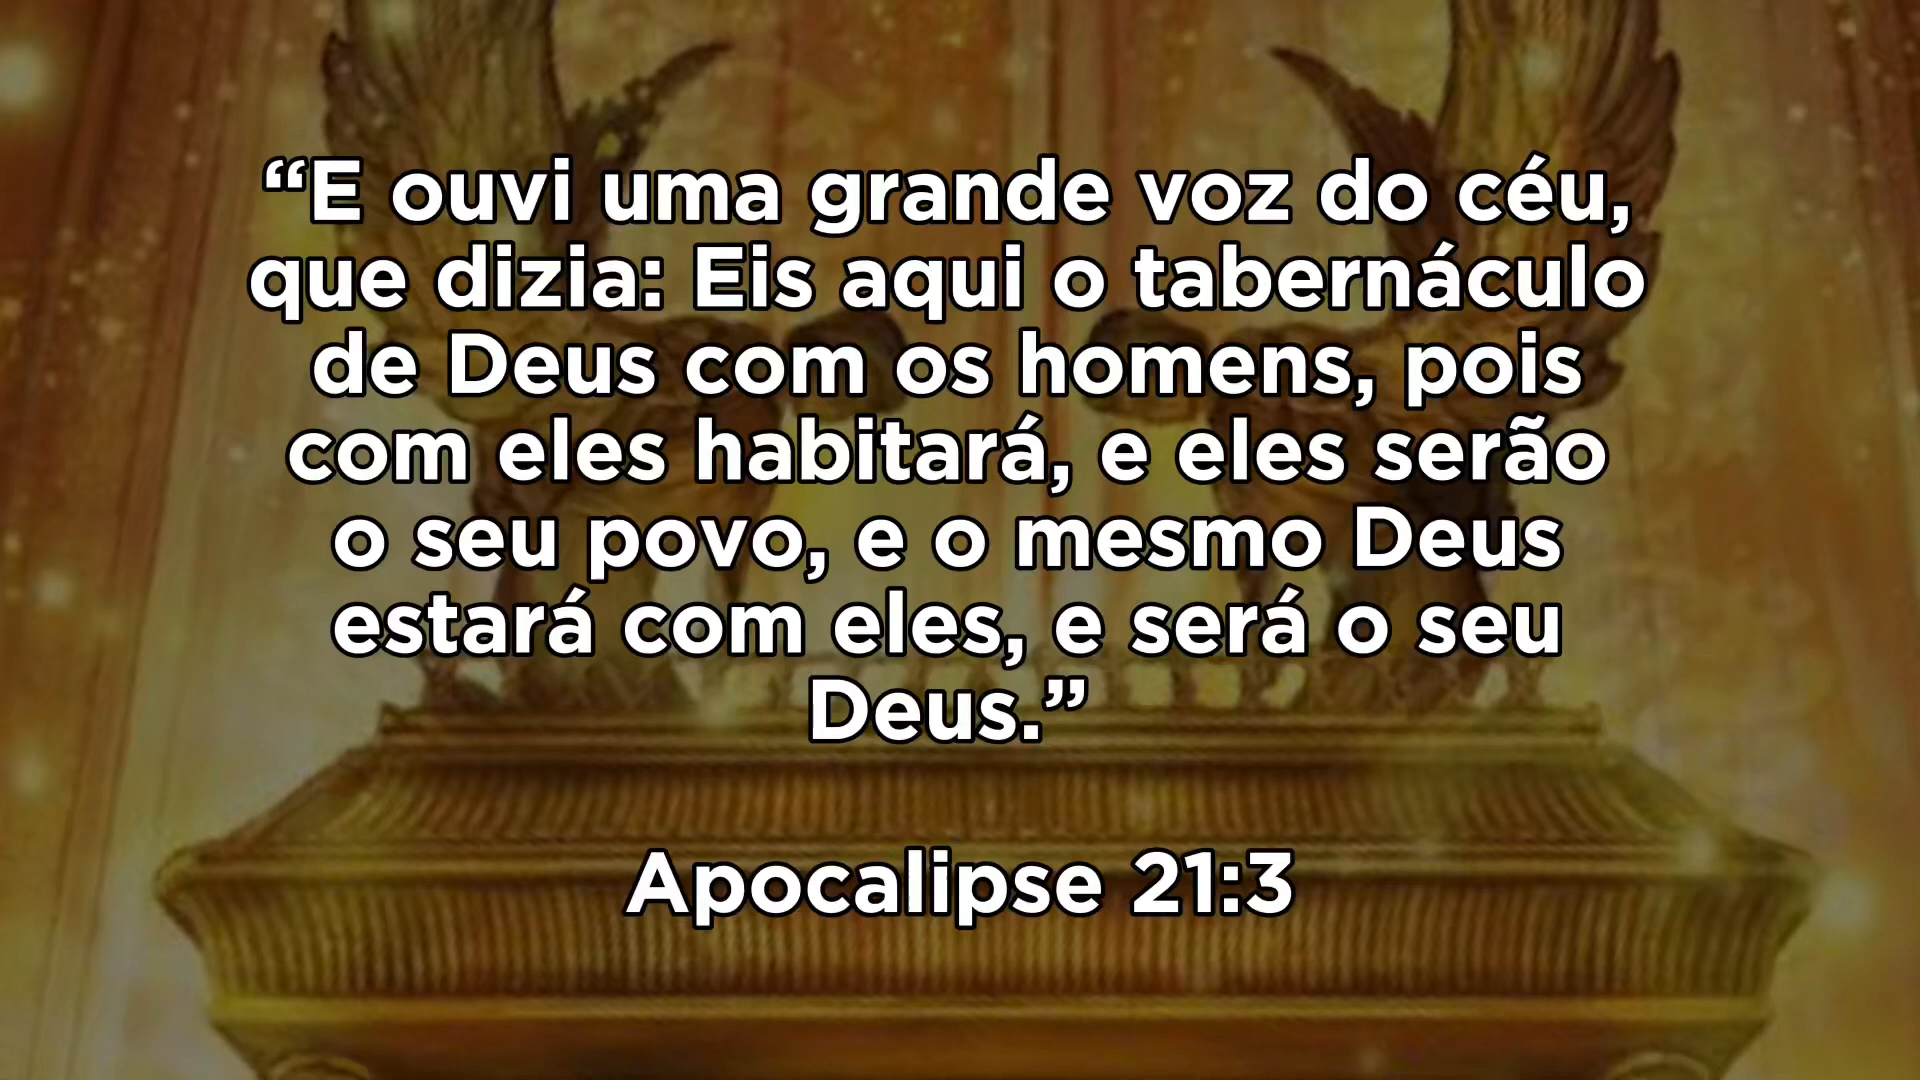 “E ouvi uma grande voz do céu,
que dizia: Eis aqui o tabernáculo
de Deus com os homens, pois
com eles habitará, e eles serão
o seu povo, e o mesmo Deus
estará com eles, e será o seu
Deus.”
Apocalipse 21:3